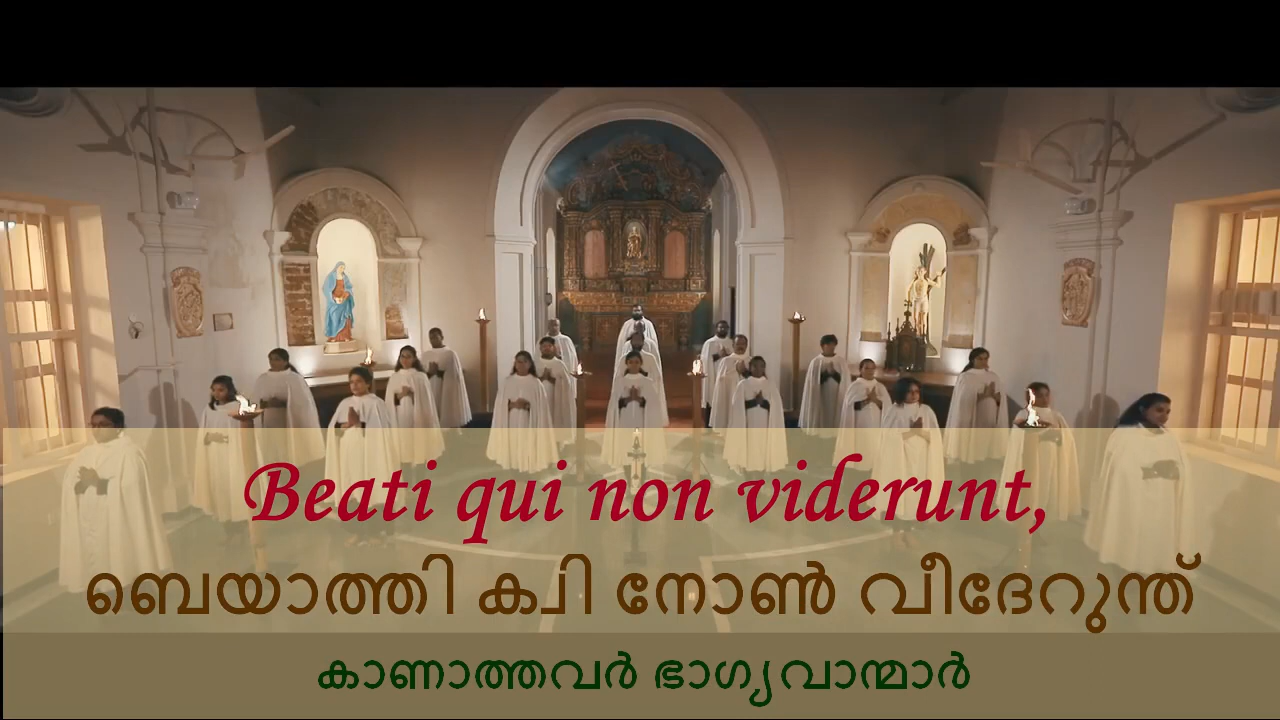 Beati qui non viderunt,
ബെയാത്തി ക്വി നോൺ വീദേറുന്ത്
കാണാത്തവർ ഭാഗ്യവാന്മാർ